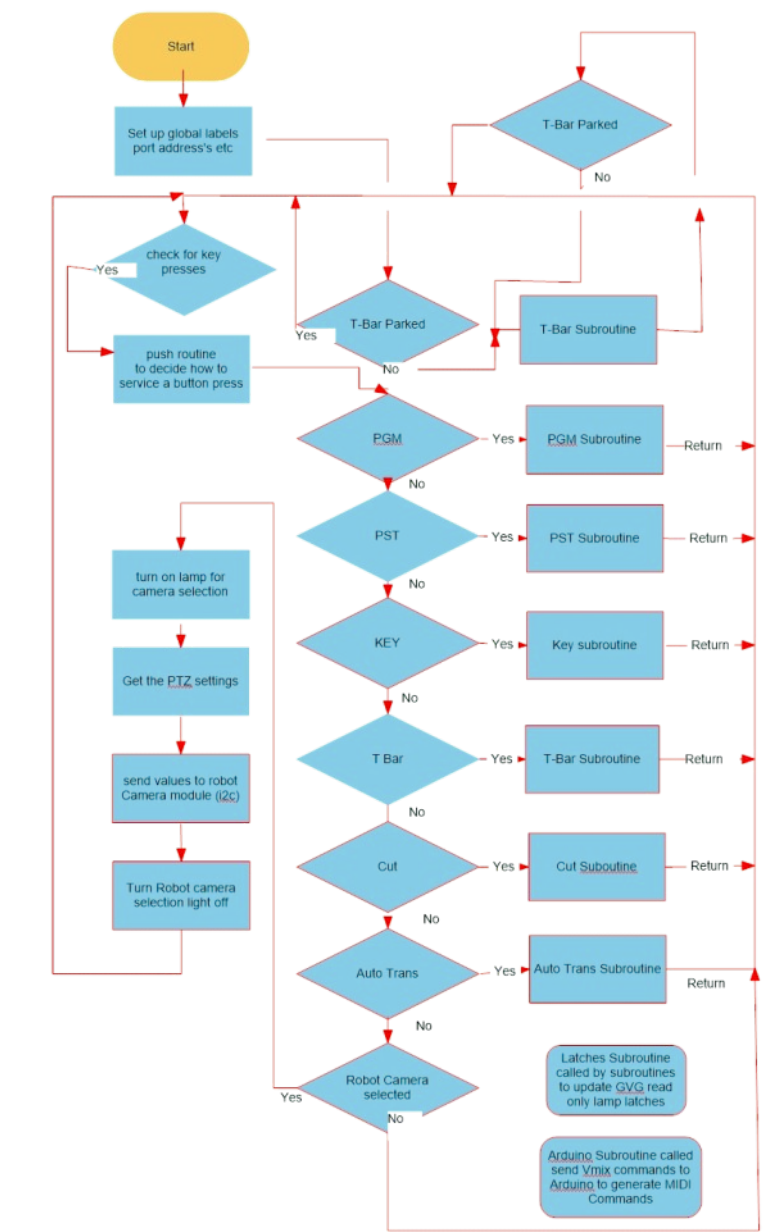 Start
Set up global labels
port address's etc
T-Bar Parked
No
check for key
presses
Yes
T-Bar Parked
Yes
No
T-Bar Subroutine
push routine
to decide how to
service a button press
PGM
Yes
PGM Subroutine
Return
No
PST
Yes
PST Subroutine
Return
No
turn on lamp for
camera selection
KEY
Yes
Key subroutine
Return
No
Get the PTZ settings
T Bar
Yes
T-Bar Subroutine
Return
No
send values to robot
Camera module (i2c)
Cut
Yes
Cut Suboutine
Return
No
Turn Robot camera
selection light off
Auto Trans
Yes
Auto Trans Subroutine
Return
No
Robot Camera
selected
Yes
No
Latches Subroutine
called by subroutines
to update GVG read
only lamp latches
Arduino Subroutine called
send Vmix commands to
Arduino to generate MIDI
Commands